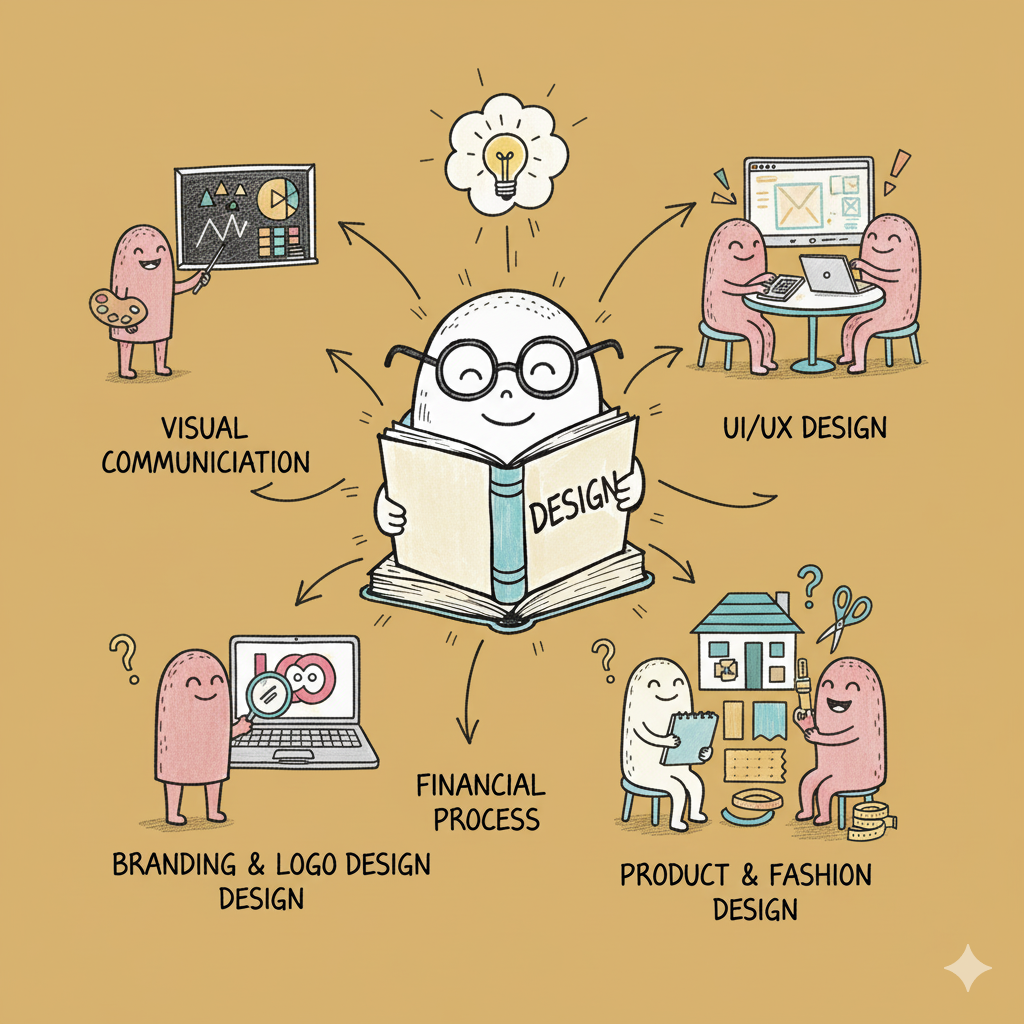 VISUAL
COMMUNICIATION
UI/UX DESIGN
DESIGN
FINANCIAL
PROCESS
BRANDING & LOGO DESIGN
DESIGN
PRODUCT & FASHION
DESIGN